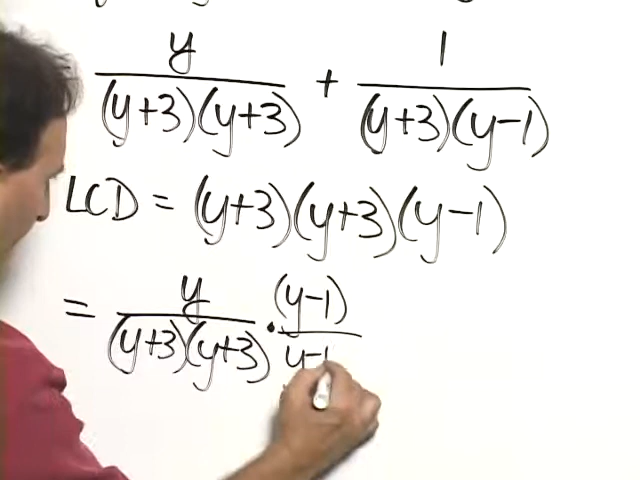 y/((y+3)(y+3)) + 1/((y+3)(y-1))
LCD = (y+3)(y+3)(y-1)
= y/((y+3)(y+3)) · (y-1)/(y-1